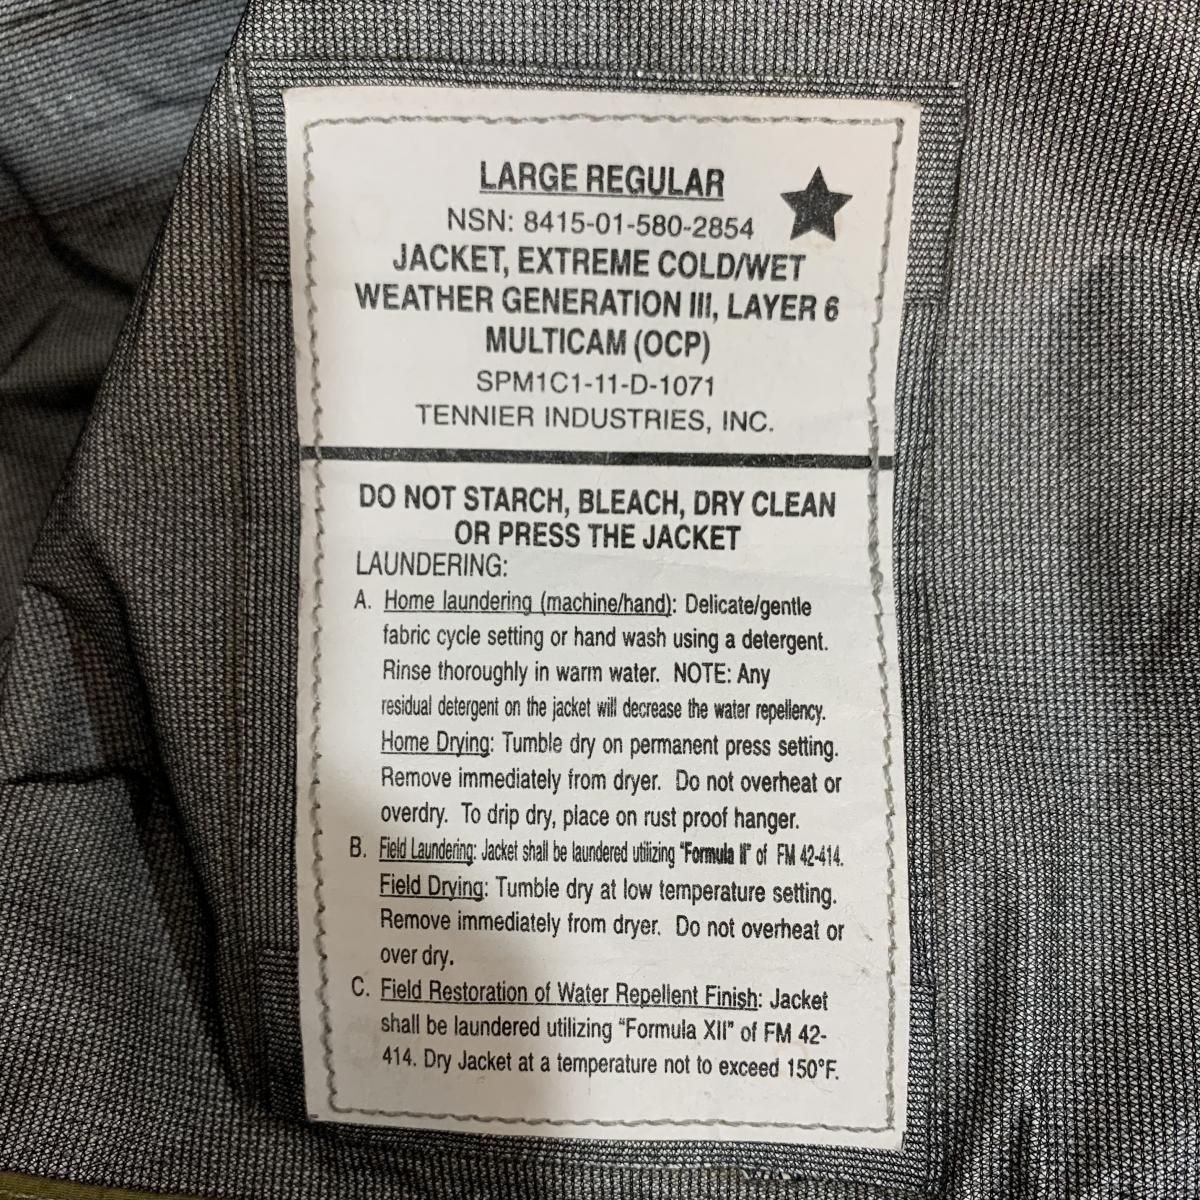 LARGE REGULAR
NSN: 8415-01-580-2854
JACKET, EXTREME COLD/WET
WEATHER GENERATION III, LAYER 6
MULTICAM (OCP)
SPM1C1-11-D-1071
TENNIER INDUSTRIES, INC.
DO NOT STARCH, BLEACH, DRY CLEAN
OR PRESS THE JACKET
LAUNDERING:
A. Home laundering (machine/hand): Delicate/gentle
fabric cycle setting or hand wash using a detergent.
Rinse thoroughly in warm water. NOTE: Any
residual detergent on the jacket will decrease the water repellency.
Home Drying: Tumble dry on permanent press setting.
Remove immediately from dryer. Do not overheat or
overdry. To drip dry, place on rust proof hanger.
B. Field Laundering: Jacket shall be laundered utilizing "Formula II" of FM 42-414.
Field Drying: Tumble dry at low temperature setting.
Remove immediately from dryer. Do not overheat or
over dry.
C. Field Restoration of Water Repellent Finish: Jacket
shall be laundered utilizing "Formula XII" of FM 42-
414. Dry Jacket at a temperature not to exceed 150°F.